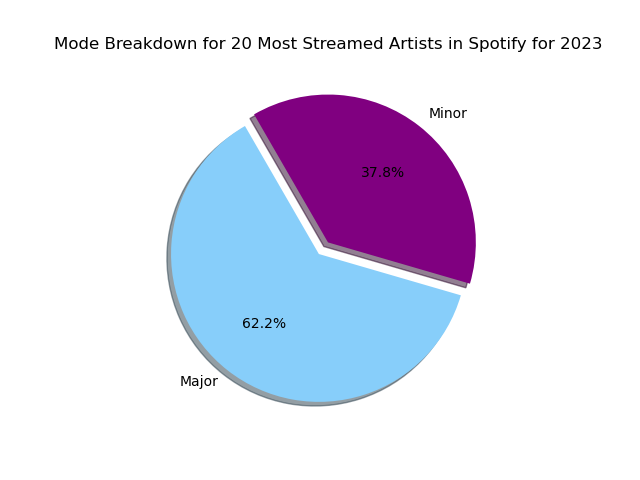 Mode Breakdown for 20 Most Streamed Artists in Spotify for 2023
Minor
37.8%
62.2%
Major